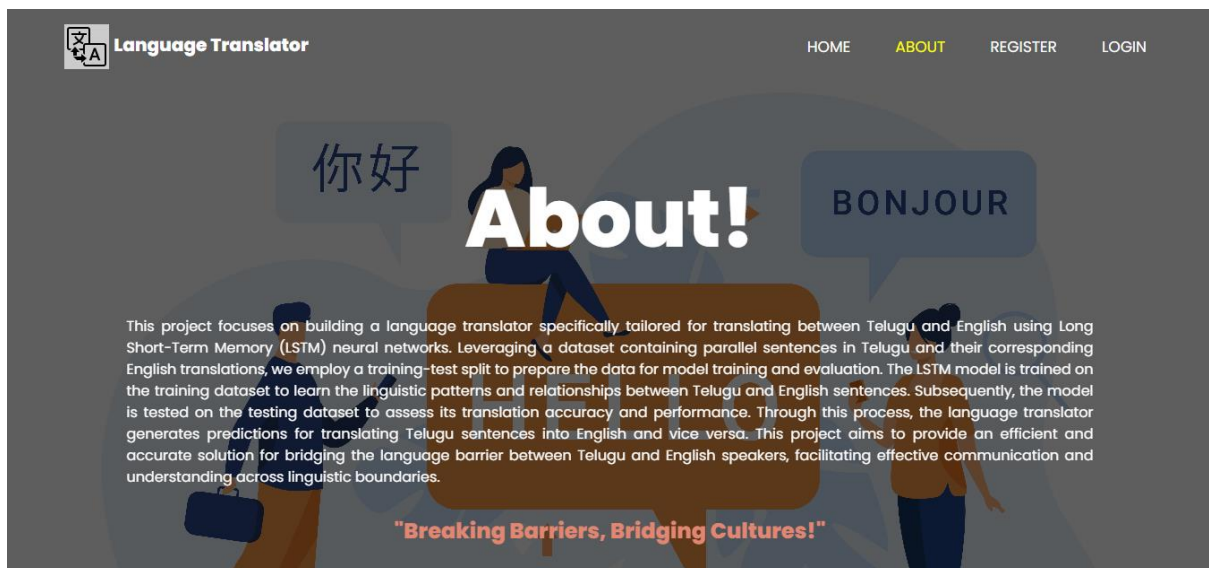 文
A
Language Translator
HOME ABOUT REGISTER LOGIN
你好
BONJOUR
About!
This project focuses on building a language translator specifically tailored for translating between Telugu and English using Long
Short-Term Memory (LSTM) neural networks. Leveraging a dataset containing parallel sentences in Telugu and their corresponding
English translations, we employ a training-test split to prepare the data for model training and evaluation. The LSTM model is trained on
the training dataset to learn the linguistic patterns and relationships between Telugu and English sentences. Subsequently, the model
is tested on the testing dataset to assess its translation accuracy and performance. Through this process, the language translator
generates predictions for translating Telugu sentences into English and vice versa. This project aims to provide an efficient and
accurate solution for bridging the language barrier between Telugu and English speakers, facilitating effective communication and
understanding across linguistic boundaries.
HELLO
"Breaking Barriers, Bridging Cultures!"